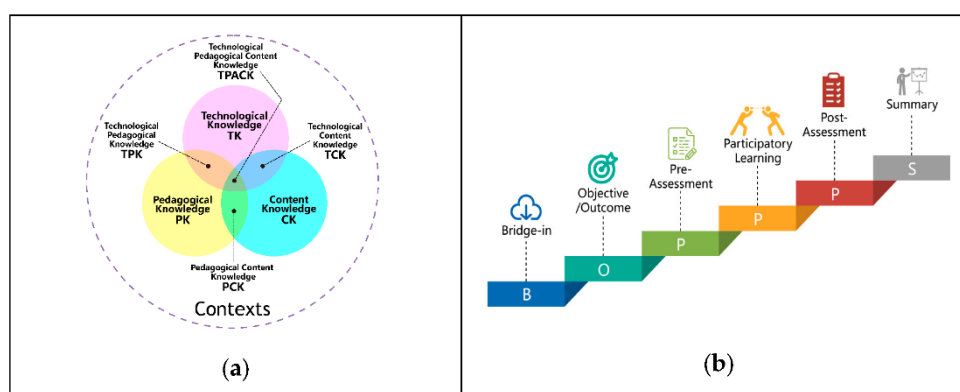 Technological
Pedagogical Content
Knowledge
TPACK
Technological
Knowledge
TK
Technological
Pedagogical
Knowledge
TPK
Technological
Content
Knowledge
TCK
Pedagogical
Knowledge
PK
Content
Knowledge
CK
Pedagogical Content
Knowledge
PCK
Contexts
(a)
Bridge-in
B
Objective
/Outcome
O
Pre-
Assessment
P
Participatory
Learning
P
Post-
Assessment
P
Summary
S
(b)